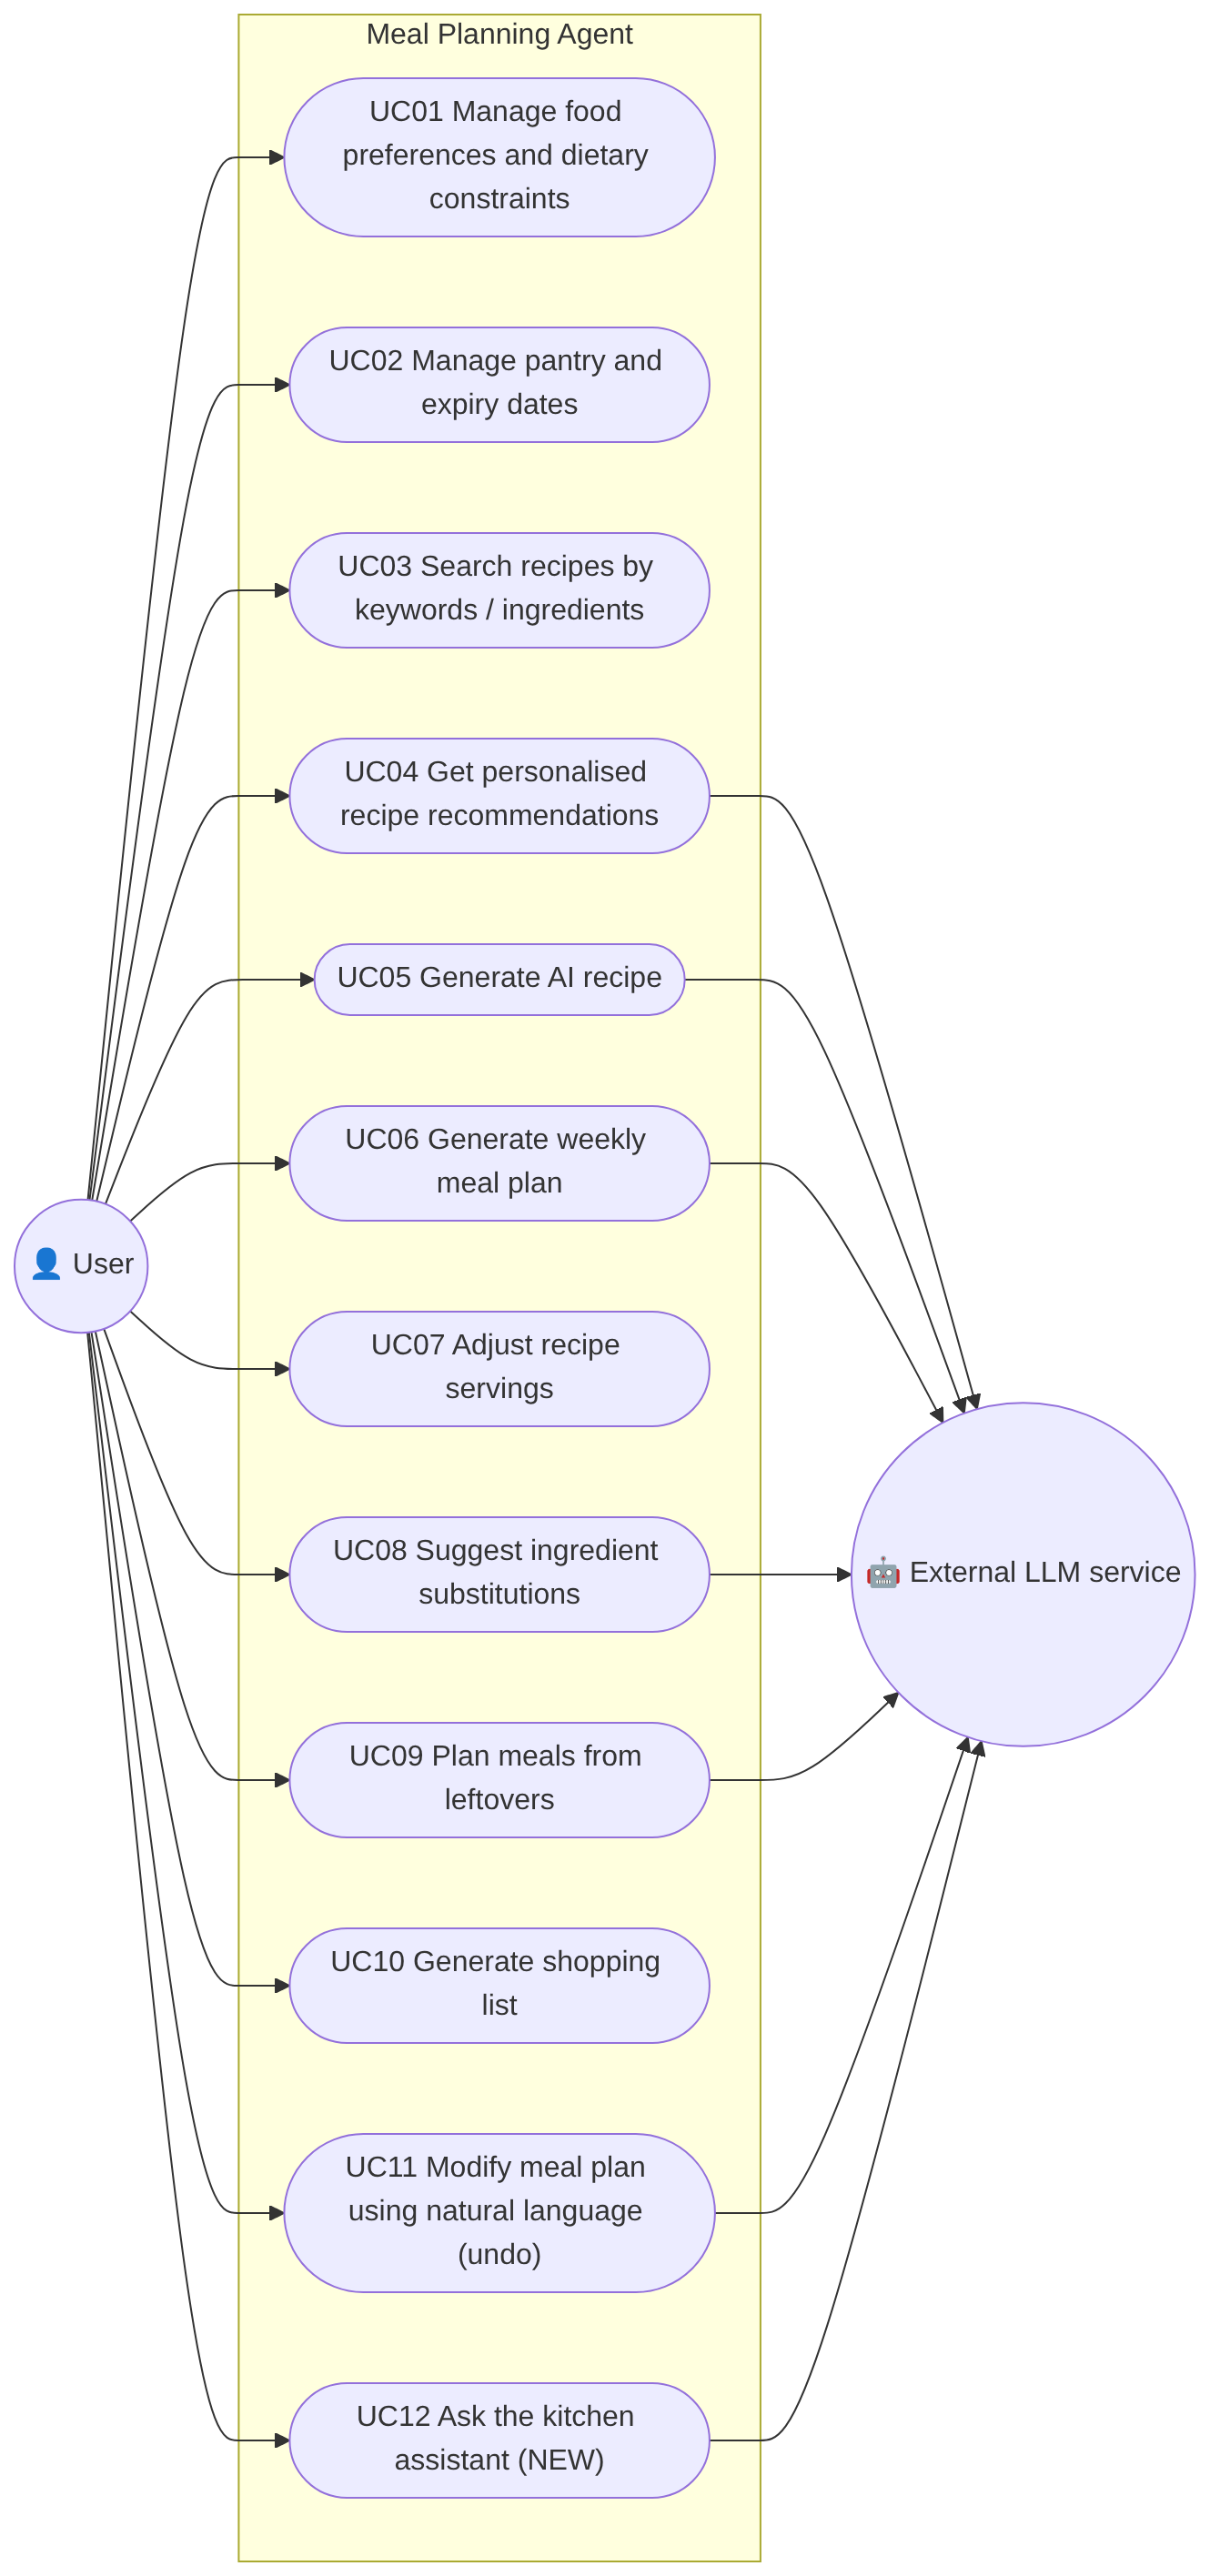 Meal Planning Agent
UC01 Manage food
preferences and dietary
constraints
UC02 Manage pantry and
expiry dates
UC03 Search recipes by
keywords / ingredients
UC04 Get personalised
recipe recommendations
UC05 Generate AI recipe
UC06 Generate weekly
meal plan
👤 User
UC07 Adjust recipe
servings
UC08 Suggest ingredient
substitutions
🤖 External LLM service
UC09 Plan meals from
leftovers
UC10 Generate shopping
list
UC11 Modify meal plan
using natural language
(undo)
UC12 Ask the kitchen
assistant (NEW)